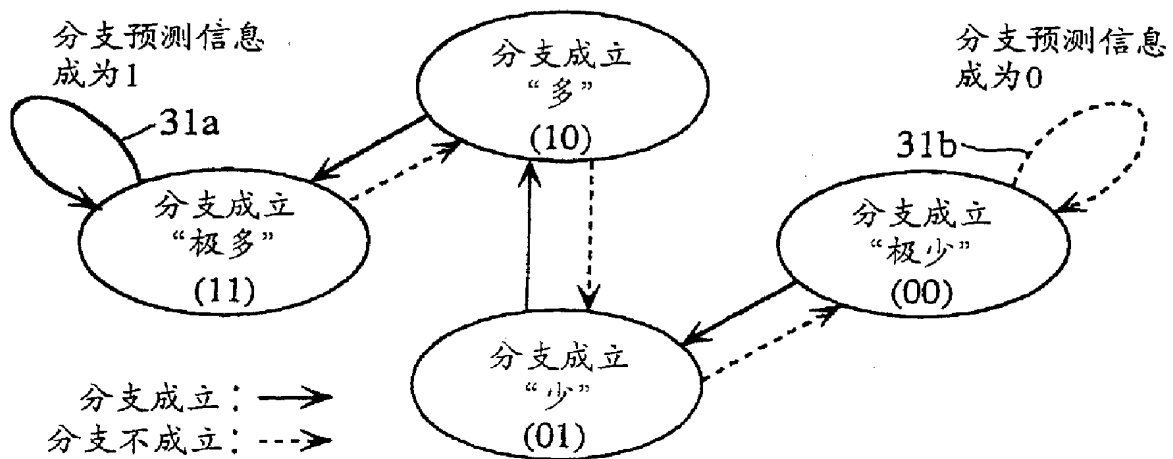 分支预测信息
成为1
31a
分支成立
“多”
(10)
分支预测信息
成为0
31b
分支成立
“极多”
(11)
分支成立
“极少”
(00)
分支成立
“少”
(01)
分支成立:
分支不成立: